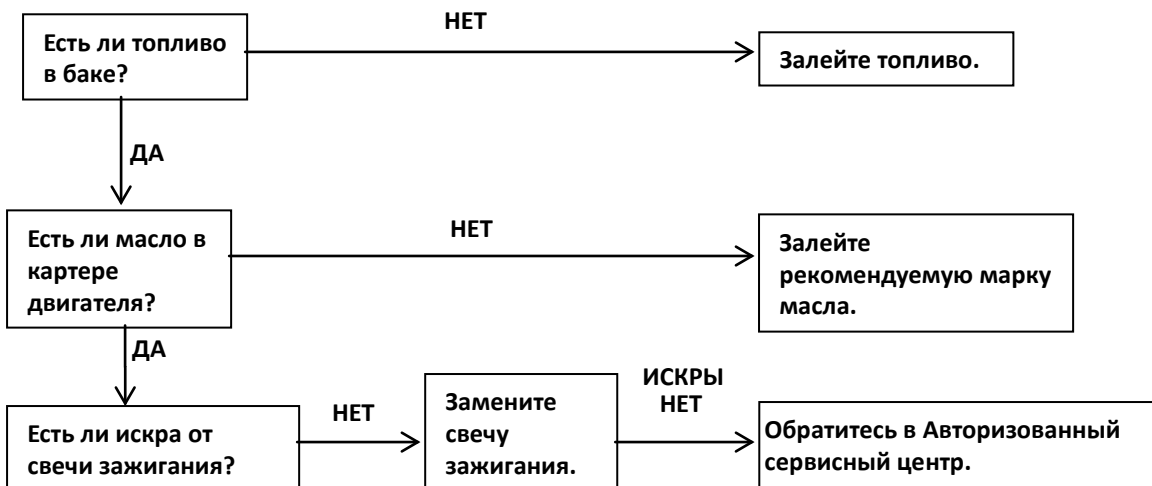 Есть ли топливо
в баке?
НЕТ
Залейте топливо.
ДА
Есть ли масло в
картере
двигателя?
НЕТ
Залейте
рекомендуемую марку
масла.
ДА
Есть ли искра от
свечи зажигания?
НЕТ
Замените
свечу
зажигания.
ИСКРЫ
НЕТ
Обратитесь в Авторизованный
сервисный центр.